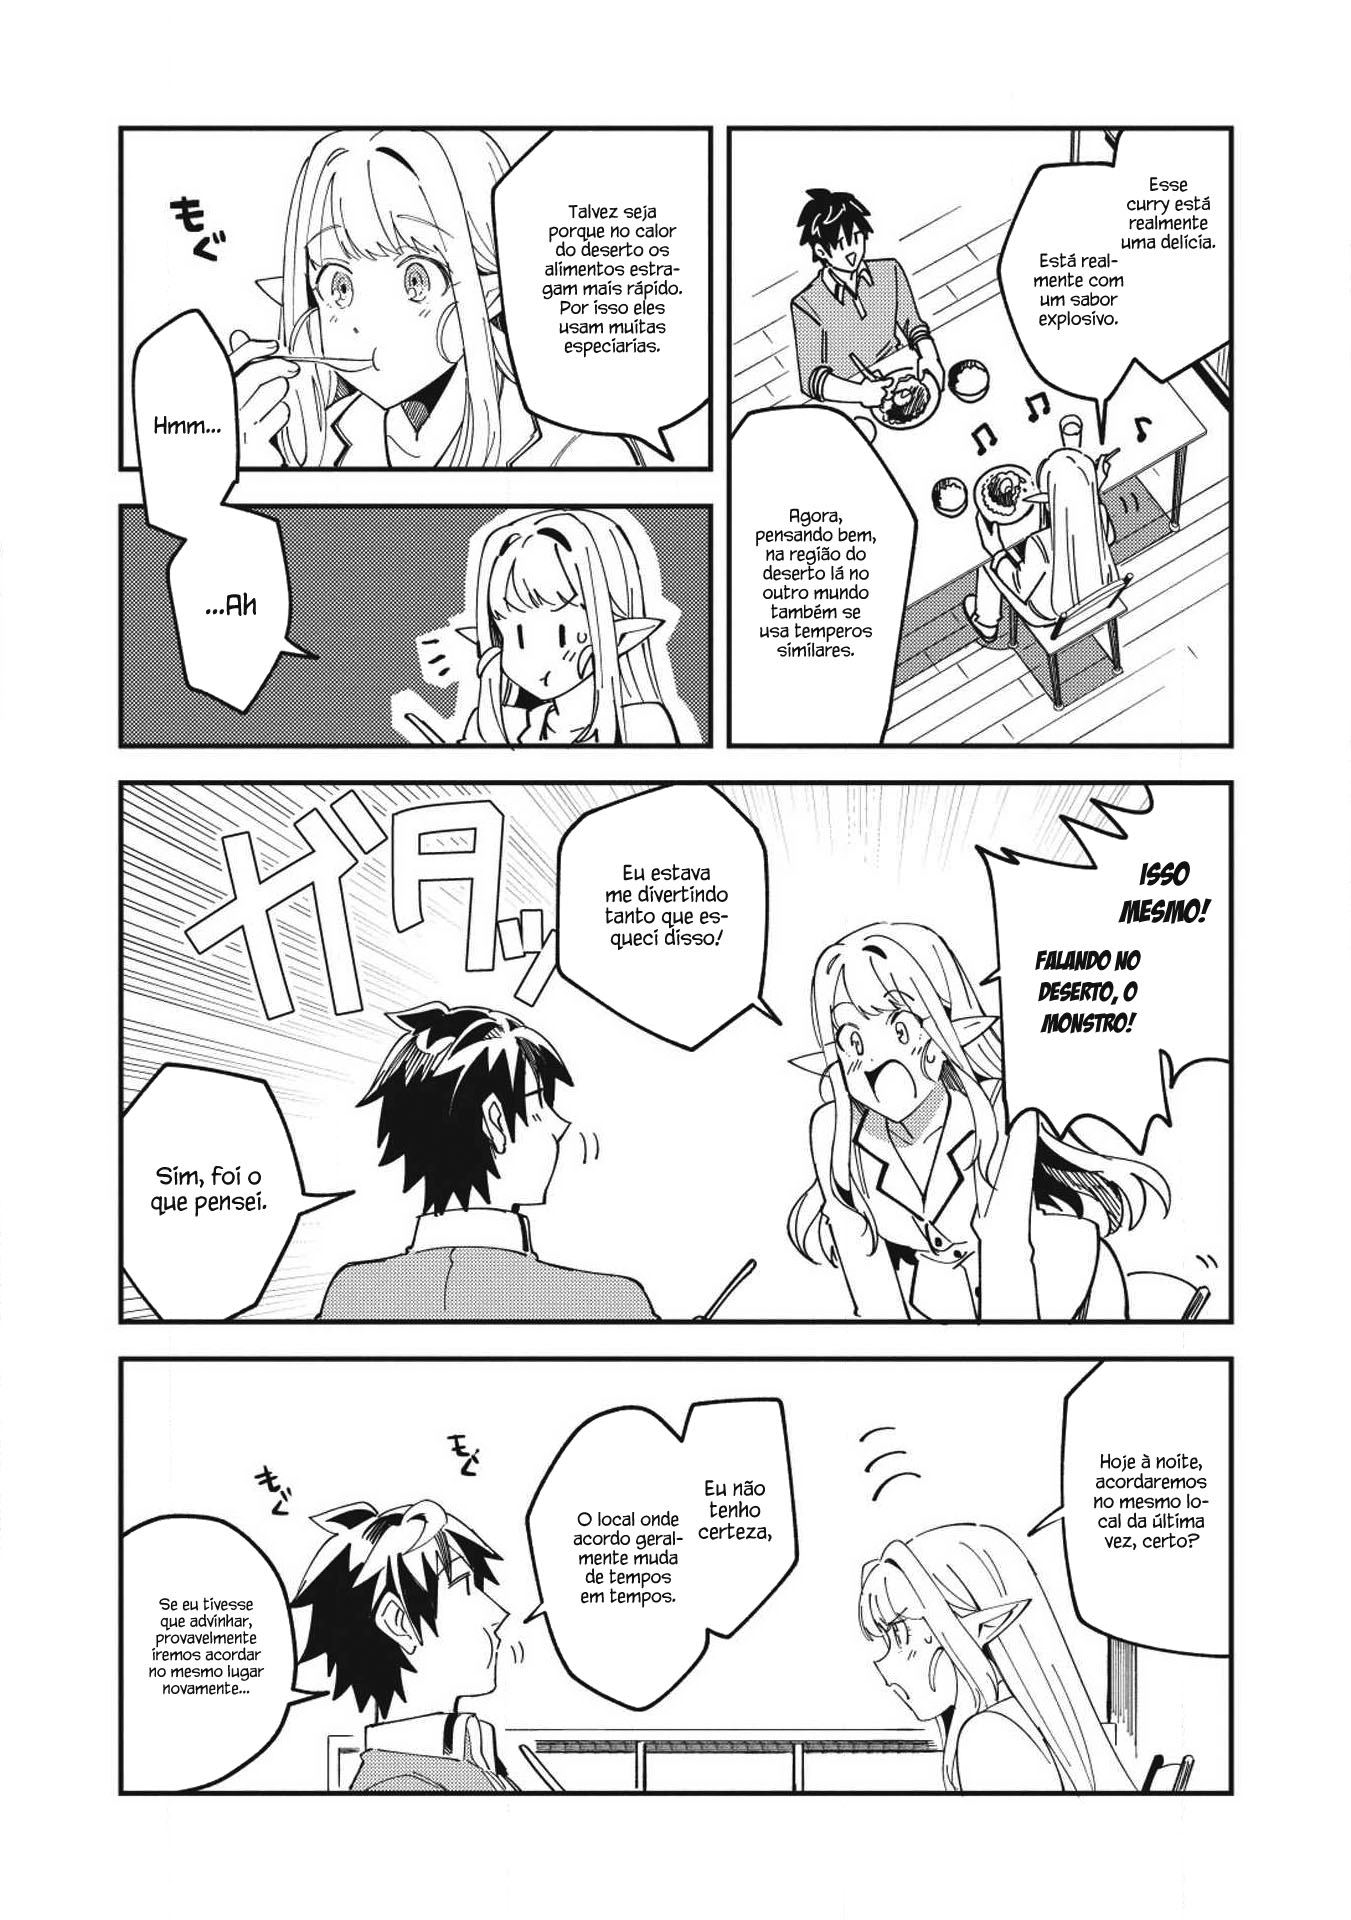 Esse
curry está
realmente
uma delícia.
Está real-
mente com
um sabor
explosivo.
Agora,
pensando bem,
na região do
deserto lá no
outro mundo
também se
usa temperos
similares.
Talvez seja
porque no calor
do deserto os
alimentos estra-
gam mais rápido.
Por isso eles
usam muitas
especiarias.
もぐ
Hmm...
...Ah
ISSO
MESMO!
FALANDO NO
DESERTO, O
MONSTRO!
Eu estava
me divertindo
tanto que es-
queci disso!
ガタッ
Sim, foi o
que pensei.
Hoje à noite,
acordaremos
no mesmo lo-
cal da última
vez, certo?
Eu não
tenho
certeza,
O local onde
acordo geral-
mente muda
de tempos
em tempos.
もぐ
もぐ
Se eu tivesse
que advinhar,
provavelmente
iremos acordar
no mesmo lugar
novamente...